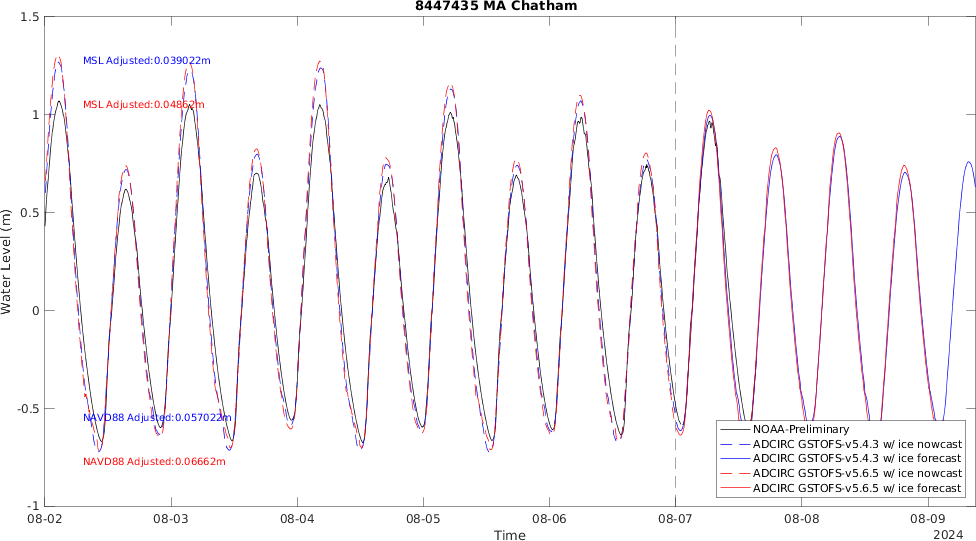 8447435 MA Chatham
1.5
MSL Adjusted:0.039022m
MSL Adjusted:0.04862m
1
0.5
Water Level (m)
0
-0.5
NAVD88 Adjusted:0.057022m
NAVD88 Adjusted:0.06662m
NOAA-Preliminary
ADCIRC GSTOFS-v5.4.3 w/ ice nowcast
ADCIRC GSTOFS-v5.4.3 w/ ice forecast
ADCIRC GSTOFS-v5.6.5 w/ ice nowcast
ADCIRC GSTOFS-v5.6.5 w/ ice forecast
-1
08-02 08-03 08-04 08-05 08-06 08-07 08-08 08-09
Time
2024